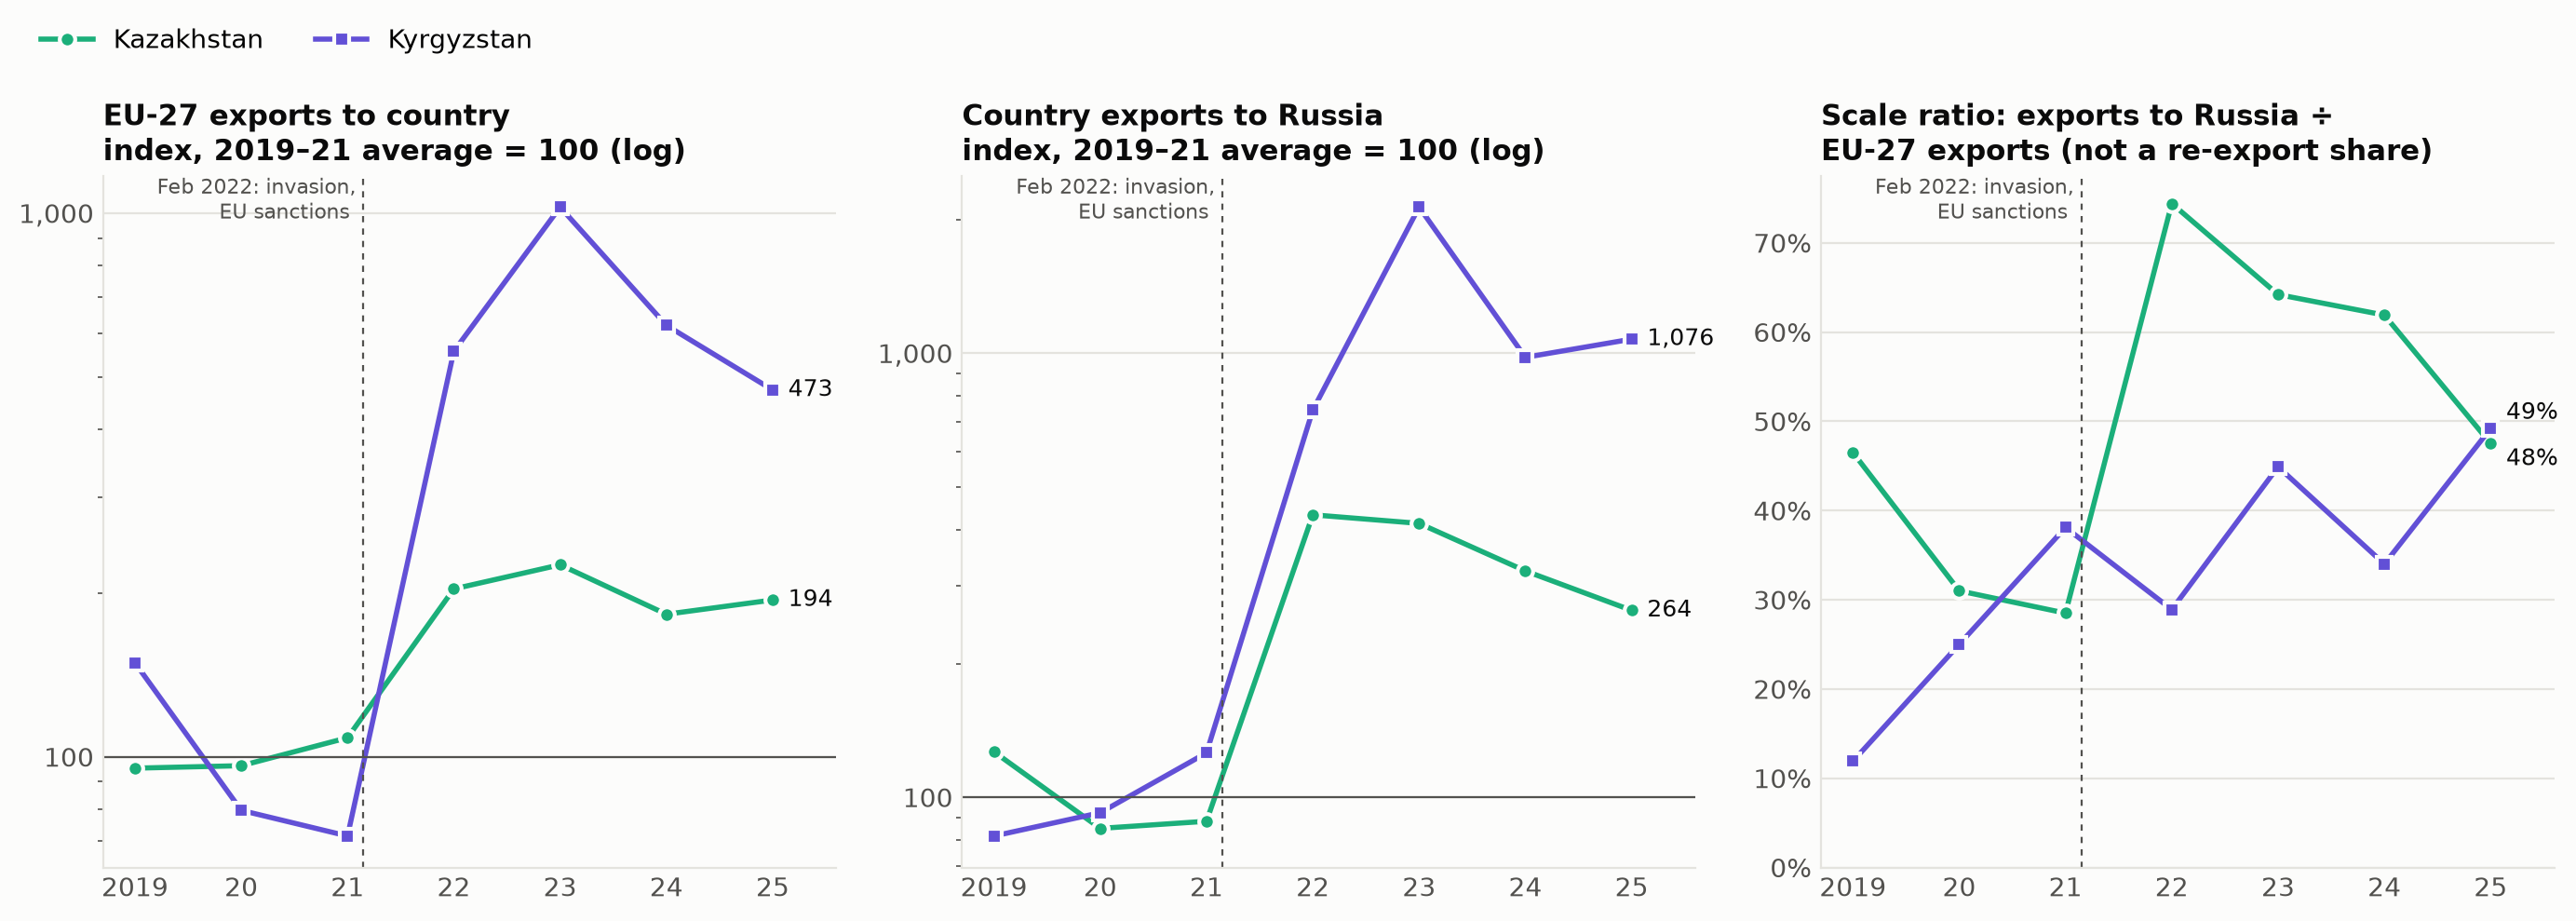 Kazakhstan
Kyrgyzstan
EU-27 exports to country
index, 2019–21 average = 100 (log)
Feb 2022: invasion,
EU sanctions
1,000
100
473
194
2019 20 21 22 23 24 25
Country exports to Russia
index, 2019–21 average = 100 (log)
Feb 2022: invasion,
EU sanctions
1,000
100
1,076
264
2019 20 21 22 23 24 25
Scale ratio: exports to Russia ÷
EU-27 exports (not a re-export share)
Feb 2022: invasion,
EU sanctions
70%
60%
50%
40%
30%
20%
10%
0%
49%
48%
2019 20 21 22 23 24 25